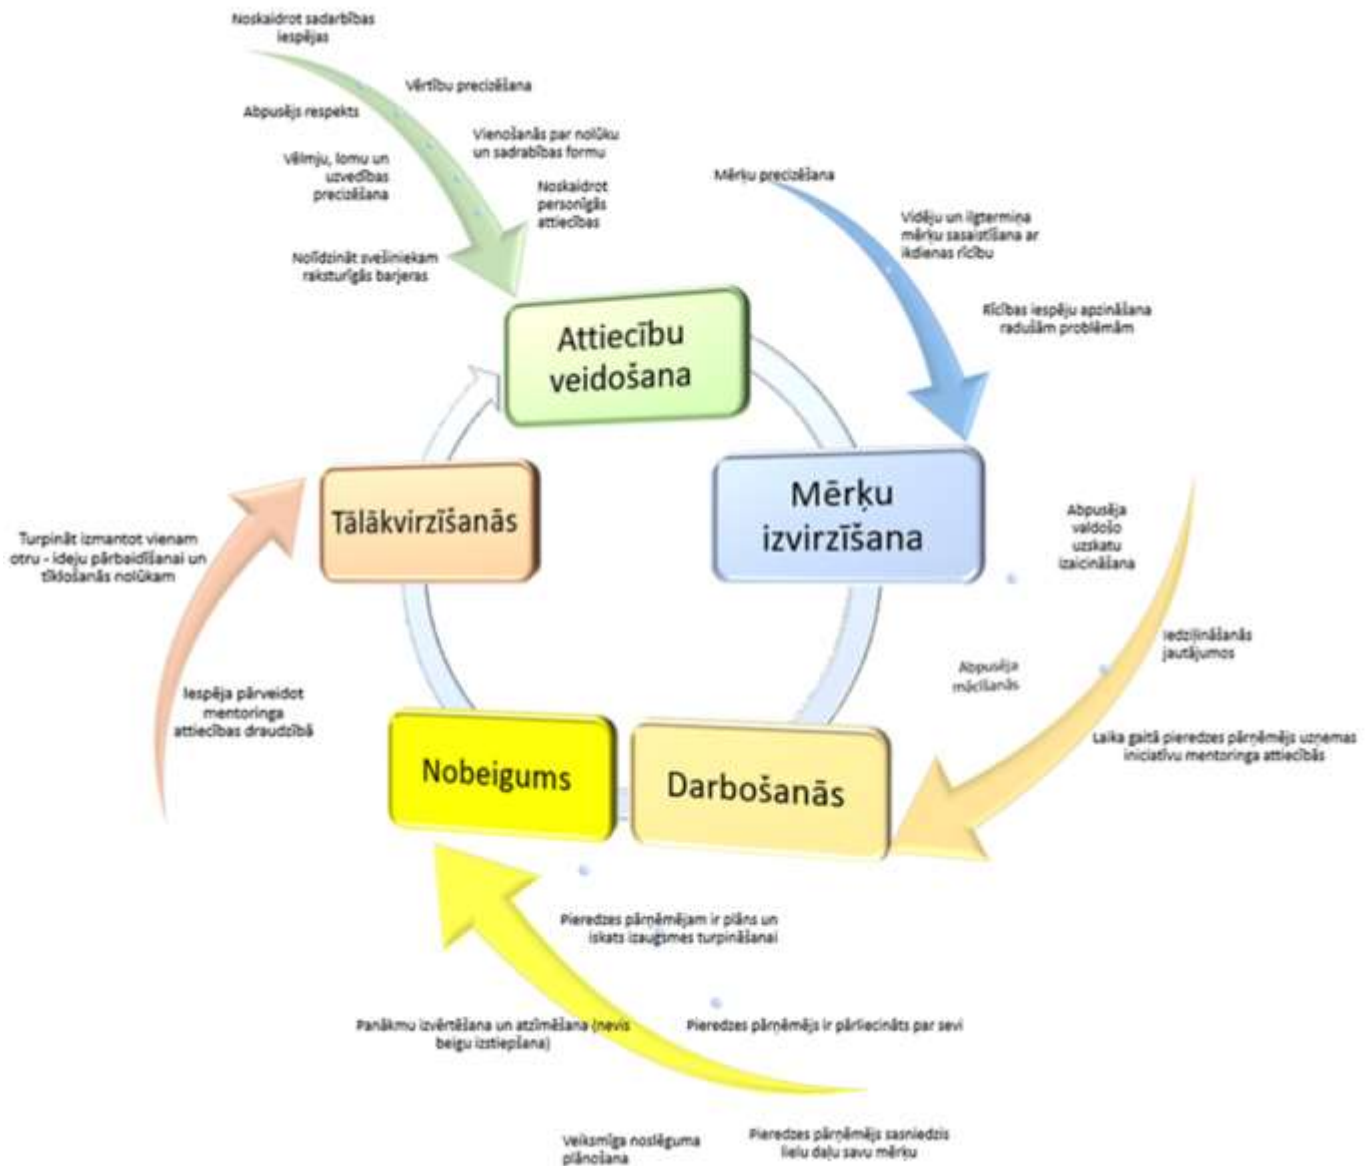 Noskaidrot sadarbības
iespējas
Vērtību precizēšana
Abpusējs respekts
Vienošanās par nolūku
un sadrabības formu
Vēlmju, lomu un
uzvedības
precizēšana
Noskaidrot
personīgās
attiecības
Nolīdzināt svešiniekam
raksturīgās barjeras
Mērķu precizēšana
Vidēju un ilgtermiņa
mērķu sasaistīšana ar
ikdienas rīcību
Rīcības iespēju apzināšana
radušām problēmām
Attiecību
veidošana
Mērķu
izvirzīšana
Tālākvirzīšanās
Abpusēja
valdošo
uzskatu
izaicināšana
Turpināt izmantot vienam
otru - ideju pārbaidīšanai un
tīklošanās nolūkam
Iedziļināšanās
jautājumos
Abpusēja
mācīšanās
Iespēja pārveidot
mentoringa
attiecības draudzībā
Laika gaitā pieredzes pārņēmējs uzņemas
iniciatīvu mentoringa attiecībās
Nobeigums
Darbošanās
Pieredzes pārņēmējam ir plāns un
iskats izaugsmes turpināšanai
Panākmu izvērtēšana un atzīmēšana (nevis
beigu izstiepšana)
Pieredzes pārņēmējs ir pārliecināts par sevi
Veiksmīga noslēguma
plānošana
Pieredzes pārņēmējs sasniedzis
lielu daļu savu mērķu